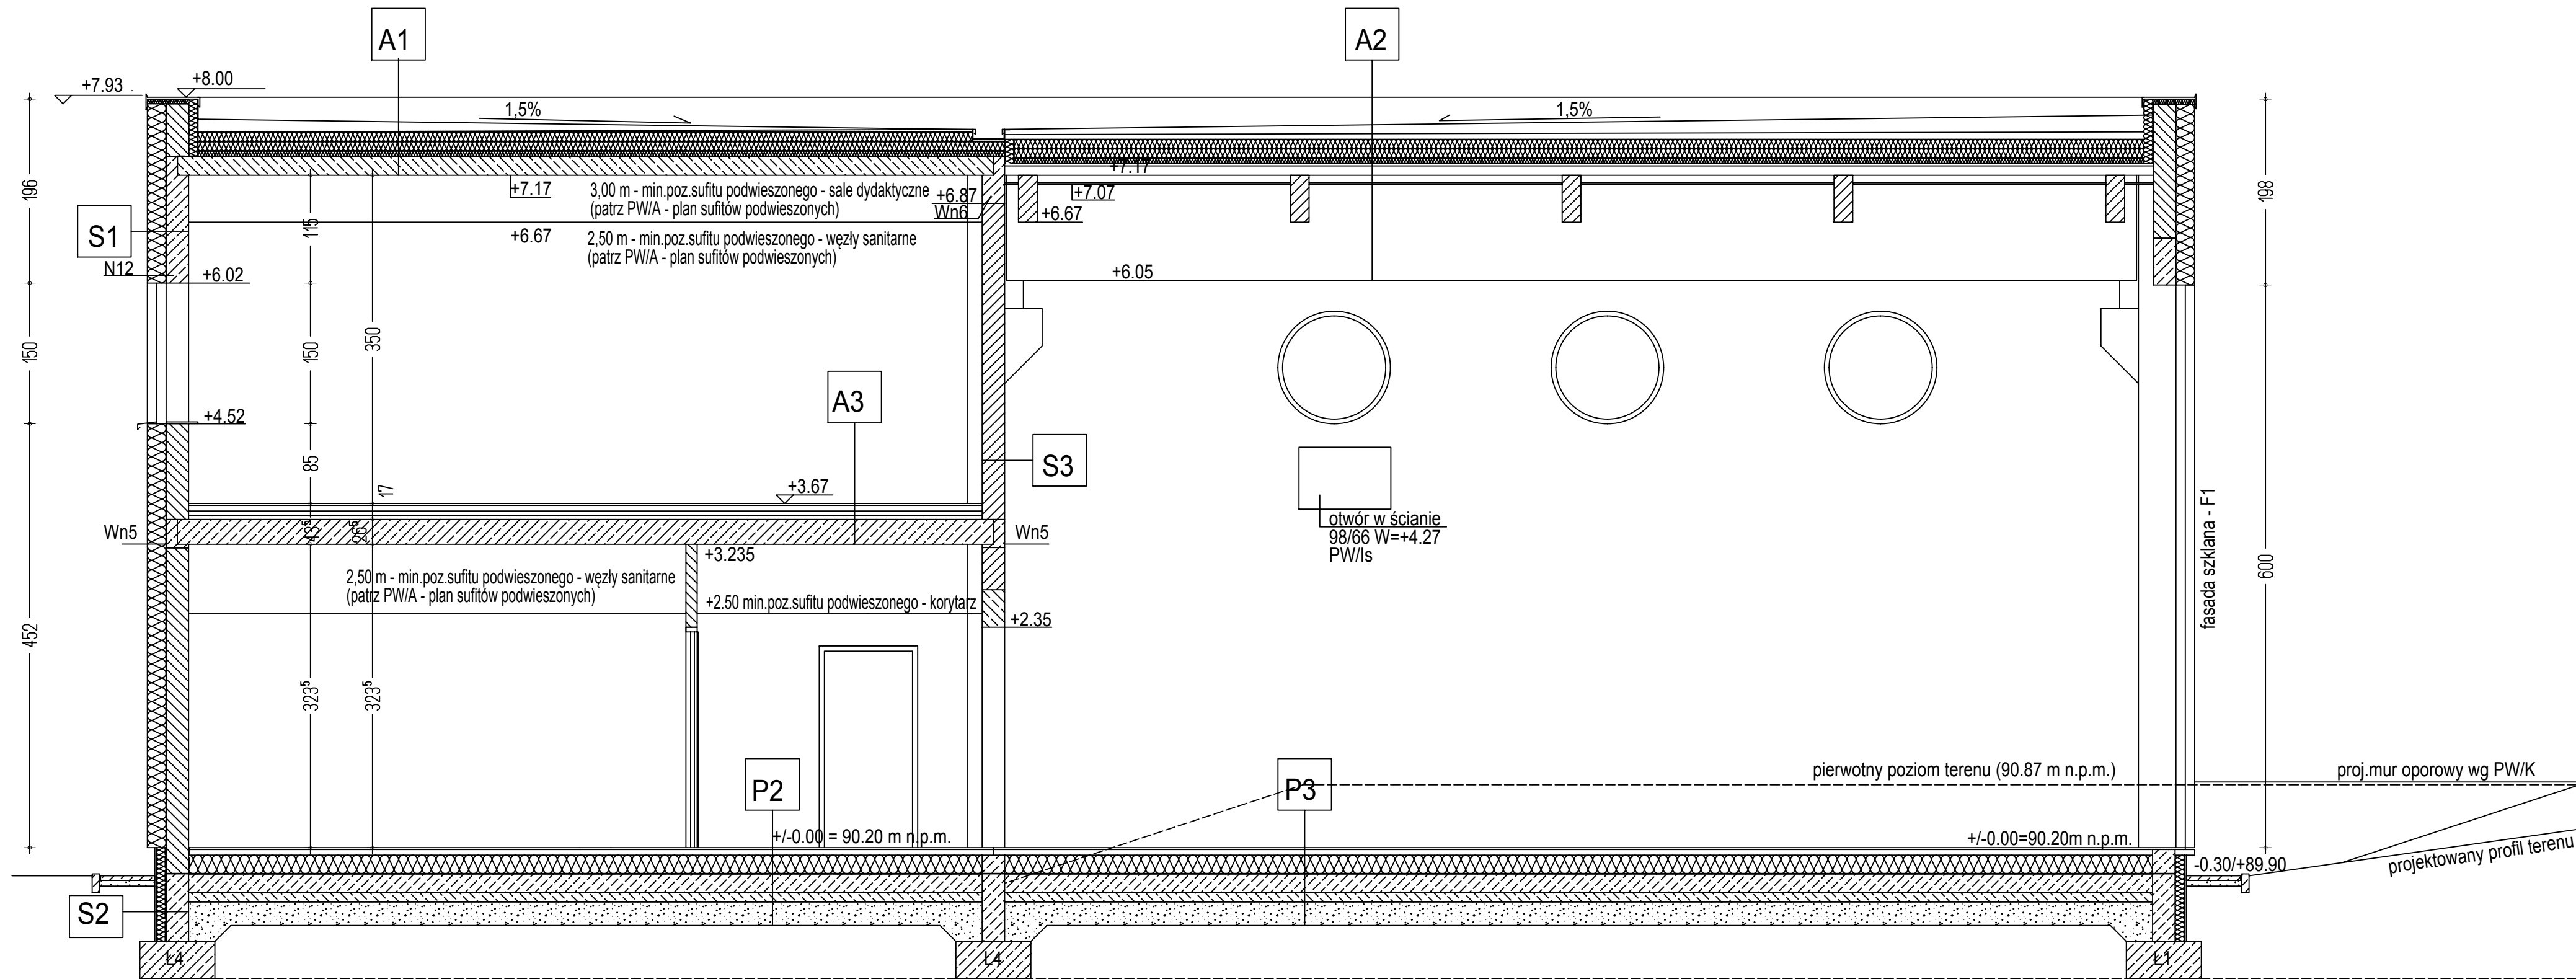 A1
A2
+7.93
+8.00
1,5%
1,5%
+7.17
+7.17
3,00 m - min.poz.sufitu podwieszonego - sale dydaktyczne
(patrz PW/A - plan sufitów podwieszonych)
+6.87
Wn6
+7.07
+6.67
196
198
S1
115
+6.67
2,50 m - min.poz.sufitu podwieszonego - węzły sanitarne
(patrz PW/A - plan sufitów podwieszonych)
N12
+6.02
+6.05
150
150
350
A3
+4.52
85
17
S3
+3.67
otwór w ścianie
98/66 W=+4.27
PW/Is
fasada szklana - F1
600
Wn5
43⁵
26⁵
Wn5
+3.235
2,50 m - min.poz.sufitu podwieszonego - węzły sanitarne
(patrz PW/A - plan sufitów podwieszonych)
+2.50 min.poz.sufitu podwieszonego - korytarz
+2.35
452
323⁵
323⁵
P2
P3
pierwotny poziom terenu (90.87 m n.p.m.)
proj.mur oporowy wg PW/K
+/-0.00 = 90.20 m n.p.m.
+/-0.00=90.20m n.p.m.
-0.30/+89.90
projektowany profil terenu
S2
L4
L4
L1